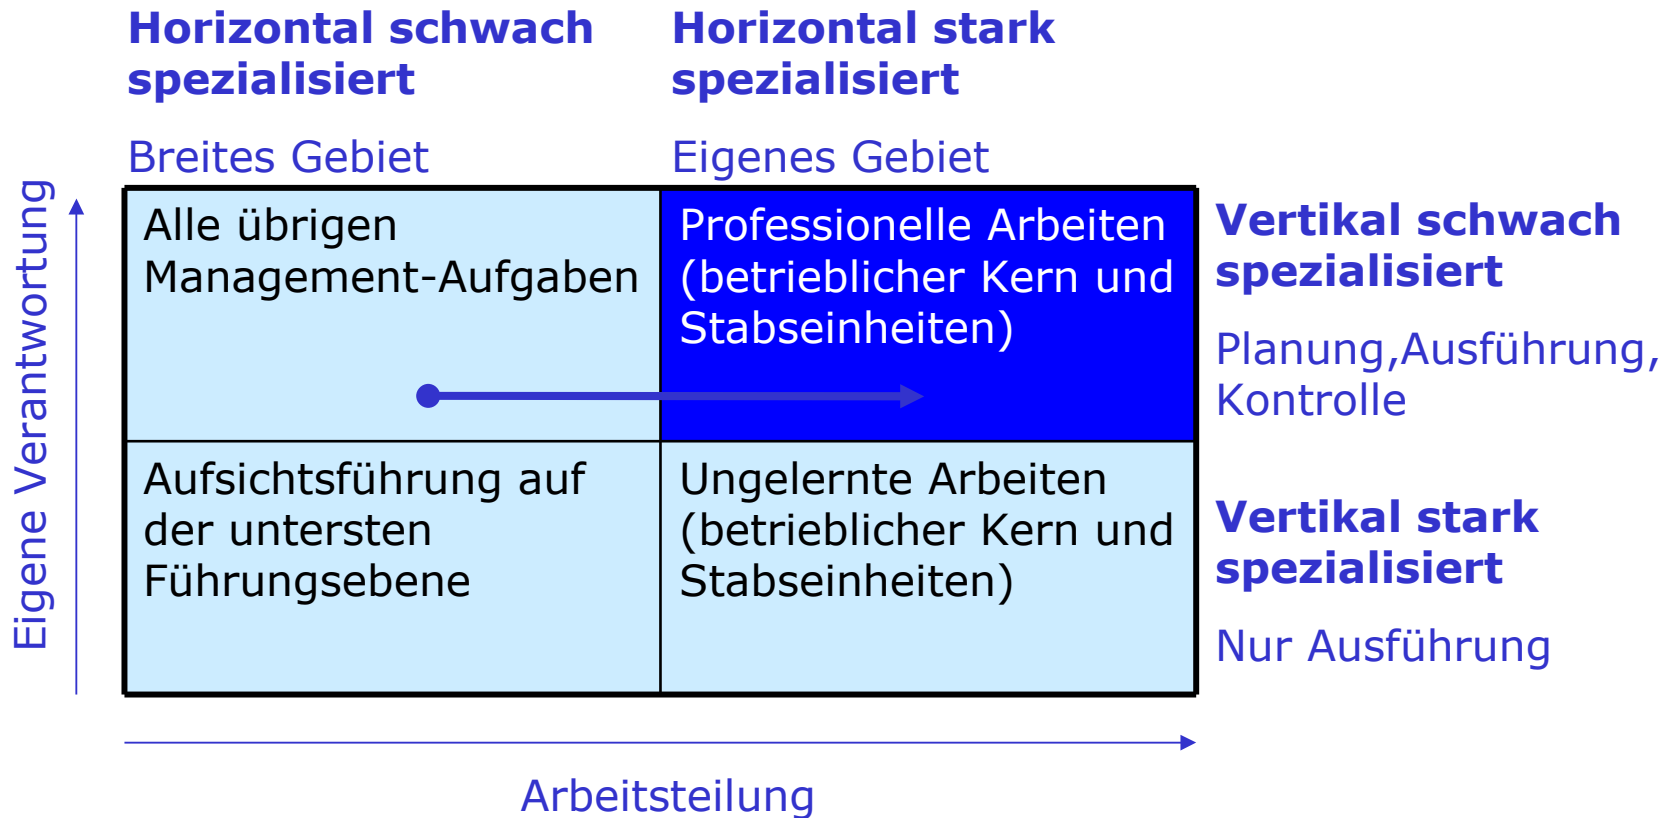 Horizontal schwach
spezialisiert
Breites Gebiet
Horizontal stark
spezialisiert
Eigenes Gebiet
Eigene Verantwortung
Alle übrigen
Management-Aufgaben
Professionelle Arbeiten
(betrieblicher Kern und
Stabseinheiten)
Vertikal schwach
spezialisiert
Planung,Ausführung,
Kontrolle
Aufsichtsführung auf
der untersten
Führungsebene
Ungelernte Arbeiten
(betrieblicher Kern und
Stabseinheiten)
Vertikal stark
spezialisiert
Nur Ausführung
Arbeitsteilung